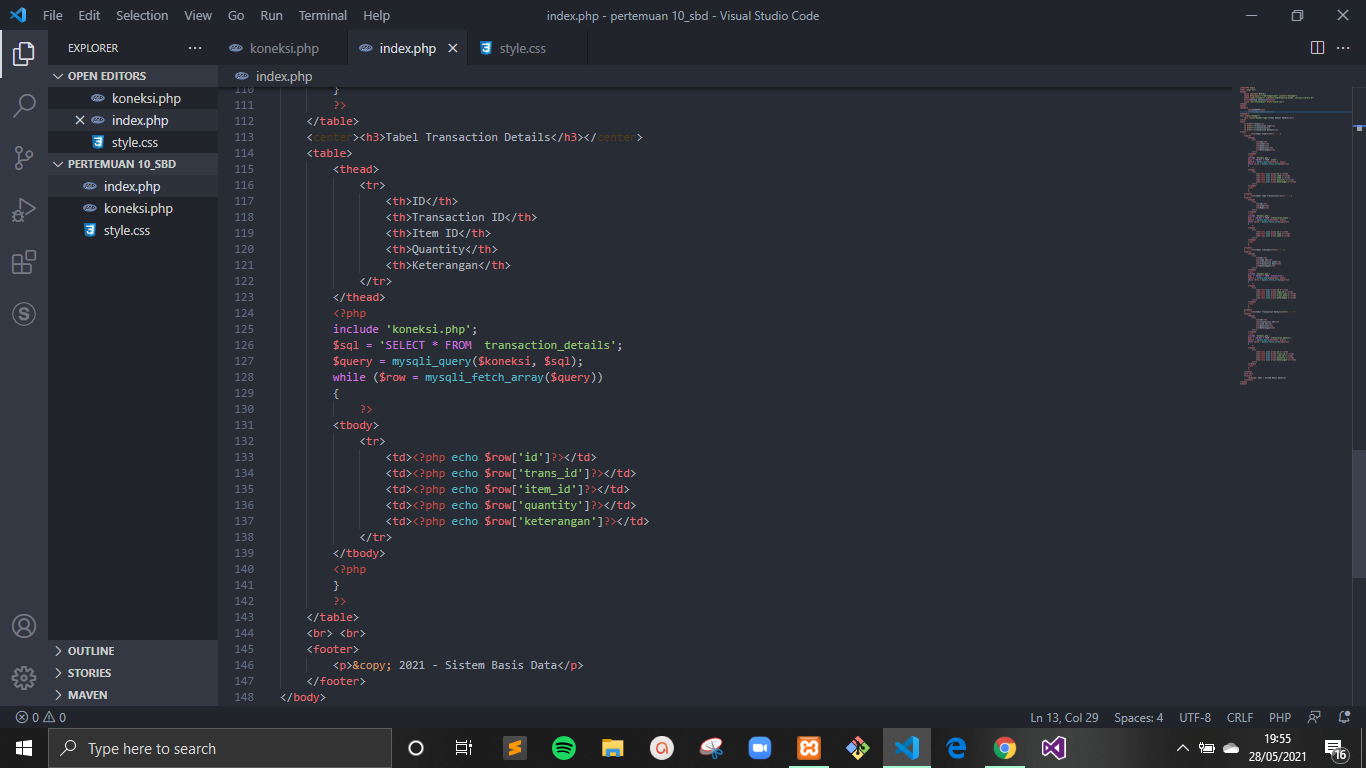 File Edit Selection View Go Run Terminal Help index.php - pertemuan 10_sbd - Visual Studio Code
EXPLORER
koneksi.php index.php style.css
OPEN EDITORS
koneksi.php
index.php
style.css
PERTEMUAN 10_SBD
index.php
koneksi.php
style.css
OUTLINE
STORIES
MAVEN
index.php
110 }
111 ?>
112 </table>
113 <center><h3>Tabel Transaction Details</h3></center>
114 <table>
115 <thead>
116 <tr>
117 <th>ID</th>
118 <th>Transaction ID</th>
119 <th>Item ID</th>
120 <th>Quantity</th>
121 <th>Keterangan</th>
122 </tr>
123 </thead>
124 <?php
125 include 'koneksi.php';
126 $sql = 'SELECT * FROM  transaction_details';
127 $query = mysqli_query($koneksi, $sql);
128 while ($row = mysqli_fetch_array($query))
129 {
130 ?>
131 <tbody>
132 <tr>
133 <td><?php echo $row['id']?></td>
134 <td><?php echo $row['trans_id']?></td>
135 <td><?php echo $row['item_id']?></td>
136 <td><?php echo $row['quantity']?></td>
137 <td><?php echo $row['keterangan']?></td>
138 </tr>
139 </tbody>
140 <?php
141 }
142 ?>
143 </table>
144 <br> <br>
145 <footer>
146 <p>&copy; 2021 - Sistem Basis Data</p>
147 </footer>
148 </body>
0 0 Ln 13, Col 29 Spaces: 4 UTF-8 CRLF PHP
Type here to search
19:55
28/05/2021
16